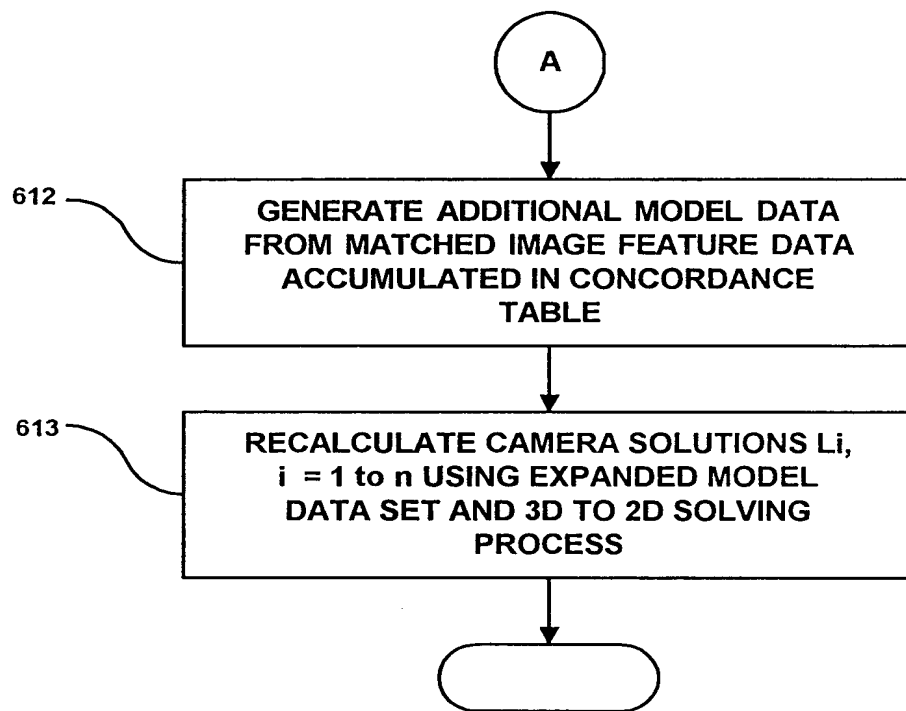 A
612
GENERATE ADDITIONAL MODEL DATA
FROM MATCHED IMAGE FEATURE DATA
ACCUMULATED IN CONCORDANCE
TABLE
613
RECALCULATE CAMERA SOLUTIONS Li,
i = 1 to n USING EXPANDED MODEL
DATA SET AND 3D TO 2D SOLVING
PROCESS